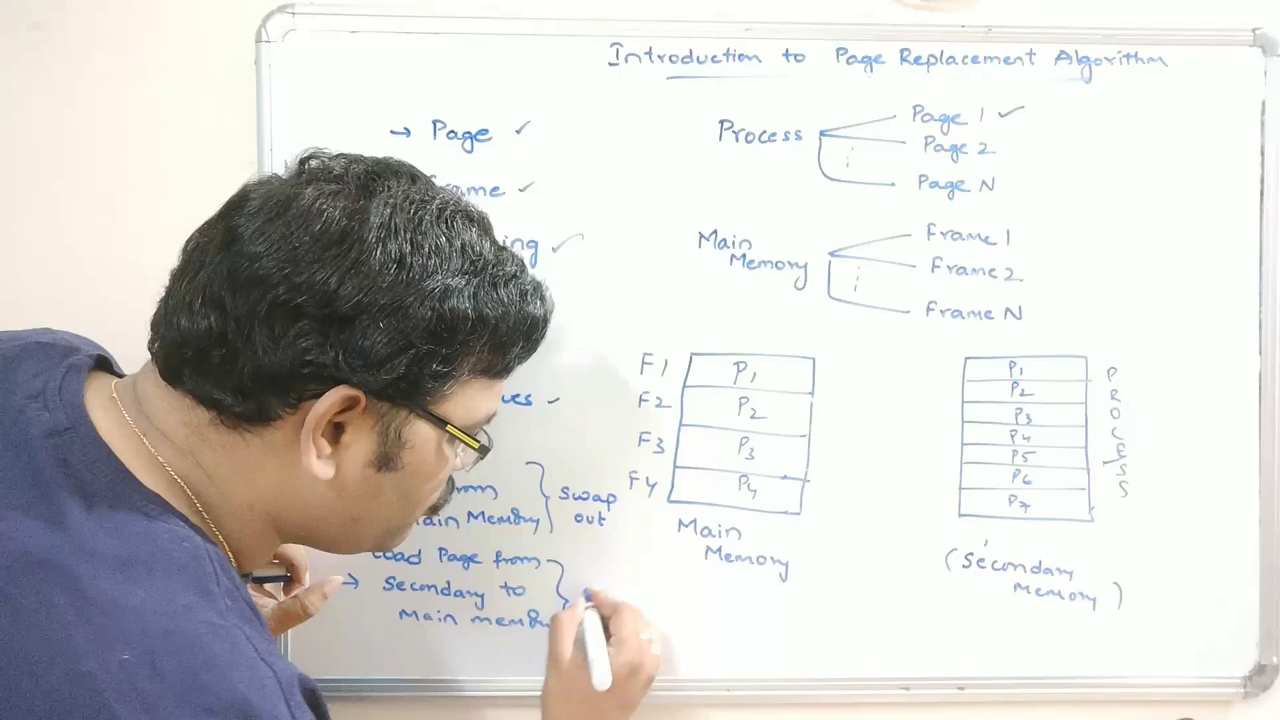 Introduction to Page Replacement Algorithm
→ Page ✓
Process
Page 1 ✓
Page 2
Page N
Main
Memory
Frame 1
Frame 2
Frame N
F1 P1
F2 P2
F3 P3
F4 P4
Main
Memory
P1
P2
P3
P4
P5
P6
P7
PROCESS
(Secondary
Memory)
from
Main Memory
Swap
out
Load Page from
→ Secondary to
Main